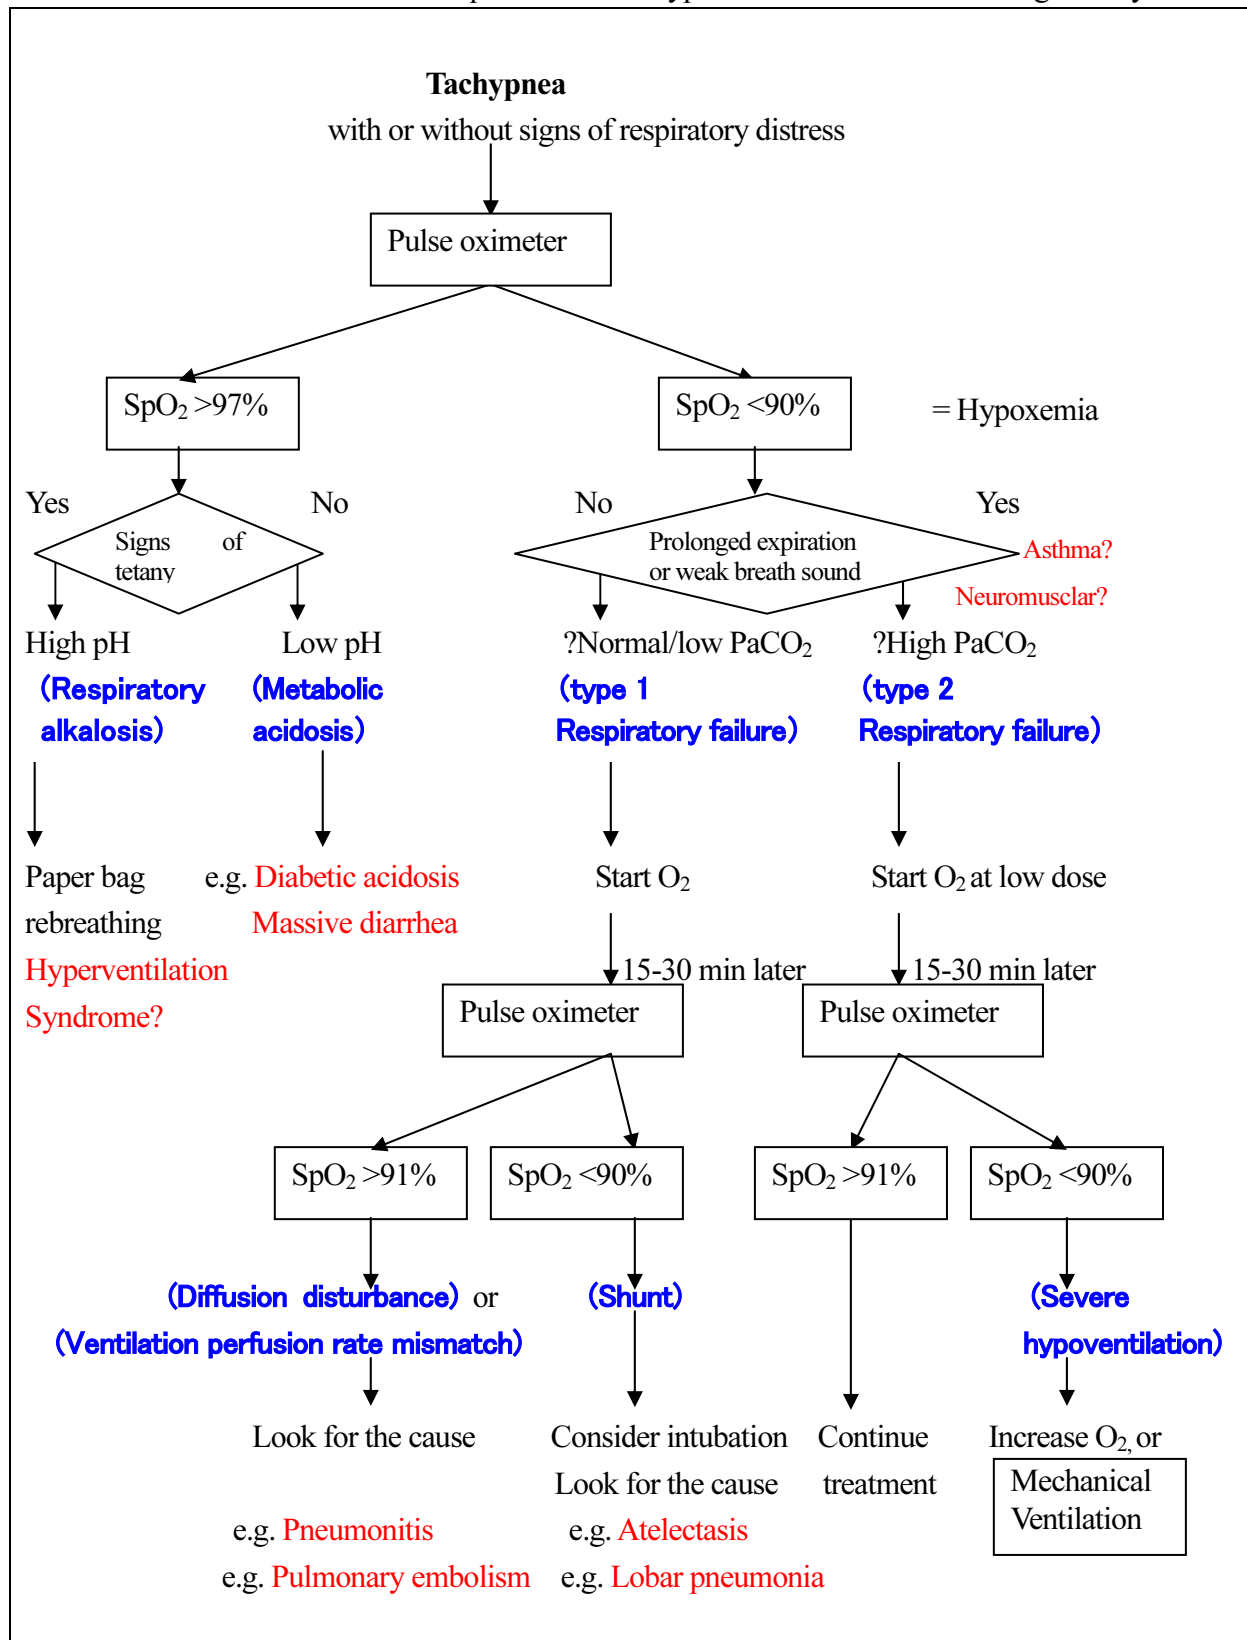 Tachypnea
with or without signs of respiratory distress
Pulse oximeter
SpO₂ >97%
SpO₂ <90%
= Hypoxemia
Yes
No
No
Yes
Signs of
tetany
Prolonged expiration
or weak breath sound
Asthma?
Neuromusclar?
High pH
Low pH
?Normal/low PaCO₂
?High PaCO₂
(Respiratory
alkalosis)
(Metabolic
acidosis)
(type 1
Respiratory failure)
(type 2
Respiratory failure)
Paper bag
rebreathing
Hyperventilation
Syndrome?
e.g. Diabetic acidosis
Massive diarrhea
Start O₂
Start O₂ at low dose
15-30 min later
15-30 min later
Pulse oximeter
Pulse oximeter
SpO₂ >91%
SpO₂ <90%
SpO₂ >91%
SpO₂ <90%
(Diffusion disturbance) or
(Ventilation perfusion rate mismatch)
(Shunt)
(Severe
hypoventilation)
Look for the cause
e.g. Pneumonitis
e.g. Pulmonary embolism
Consider intubation
Look for the cause
e.g. Atelectasis
e.g. Lobar pneumonia
Continue
treatment
Increase O₂, or
Mechanical
Ventilation